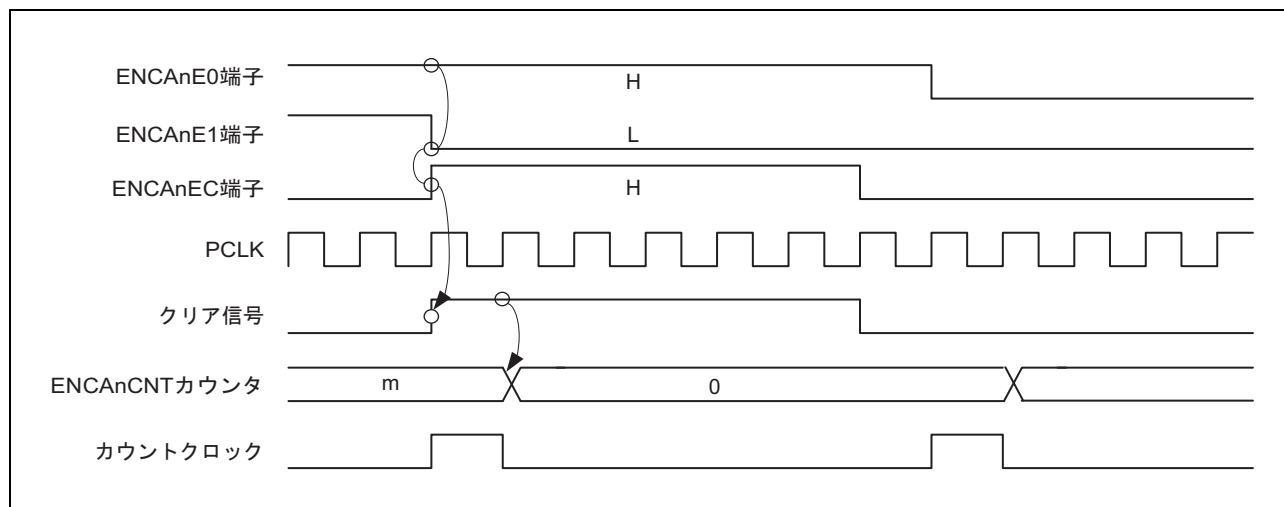 ENCAnE0端子
H
ENCAnE1端子
L
ENCAnEC端子
H
PCLK
クリア信号
ENCAnCNTカウンタ
m
0
カウントクロック